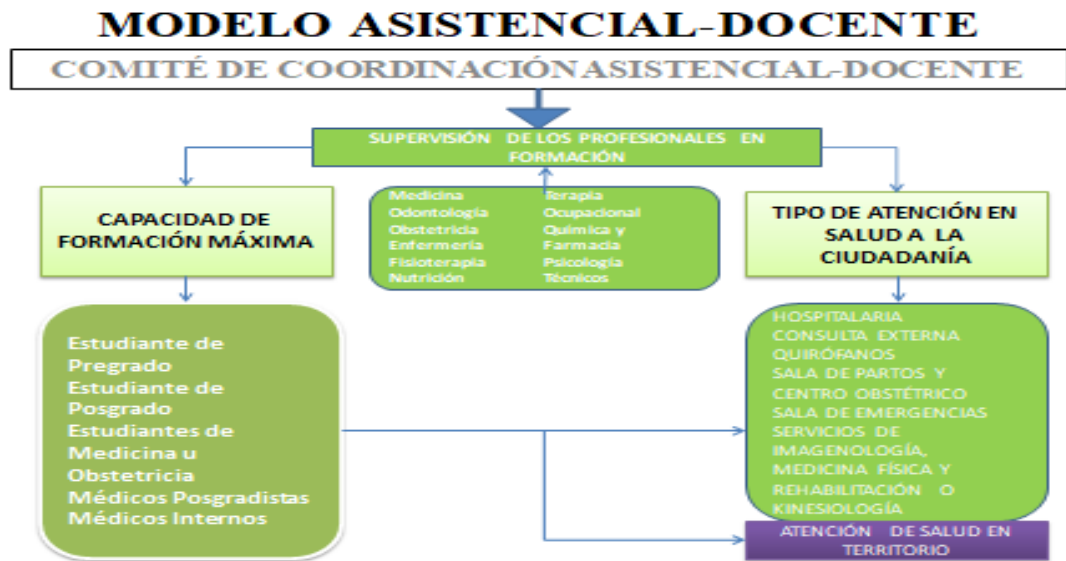 MODELO ASISTENCIAL-DOCENTE
COMITÉ DE COORDINACIÓN ASISTENCIAL-DOCENTE
SUPERVISIÓN DE LOS PROFESIONALES EN
FORMACIÓN
CAPACIDAD DE
FORMACIÓN MÁXIMA
Medicina
Odontología
Obstetricia
Enfermería
Fisioterapia
Nutrición
Terapia
Ocupacional
Química y
Farmacia
Psicología
Técnicos
TIPO DE ATENCIÓN EN
SALUD A LA
CIUDADANÍA
Estudiante de
Pregrado
Estudiante de
Posgrado
Estudiantes de
Medicina u
Obstetricia
Médicos Posgradistas
Médicos Internos
HOSPITALARIA
CONSULTA EXTERNA
QUIRÓFANOS
SALA DE PARTOS Y
CENTRO OBSTÉTRICO
SALA DE EMERGENCIAS
SERVICIOS DE
IMAGENOLOGÍA,
MEDICINA FÍSICA Y
REHABILITACIÓN O
KINESIOLOGÍA
ATENCIÓN DE SALUD EN
TERRITORIO